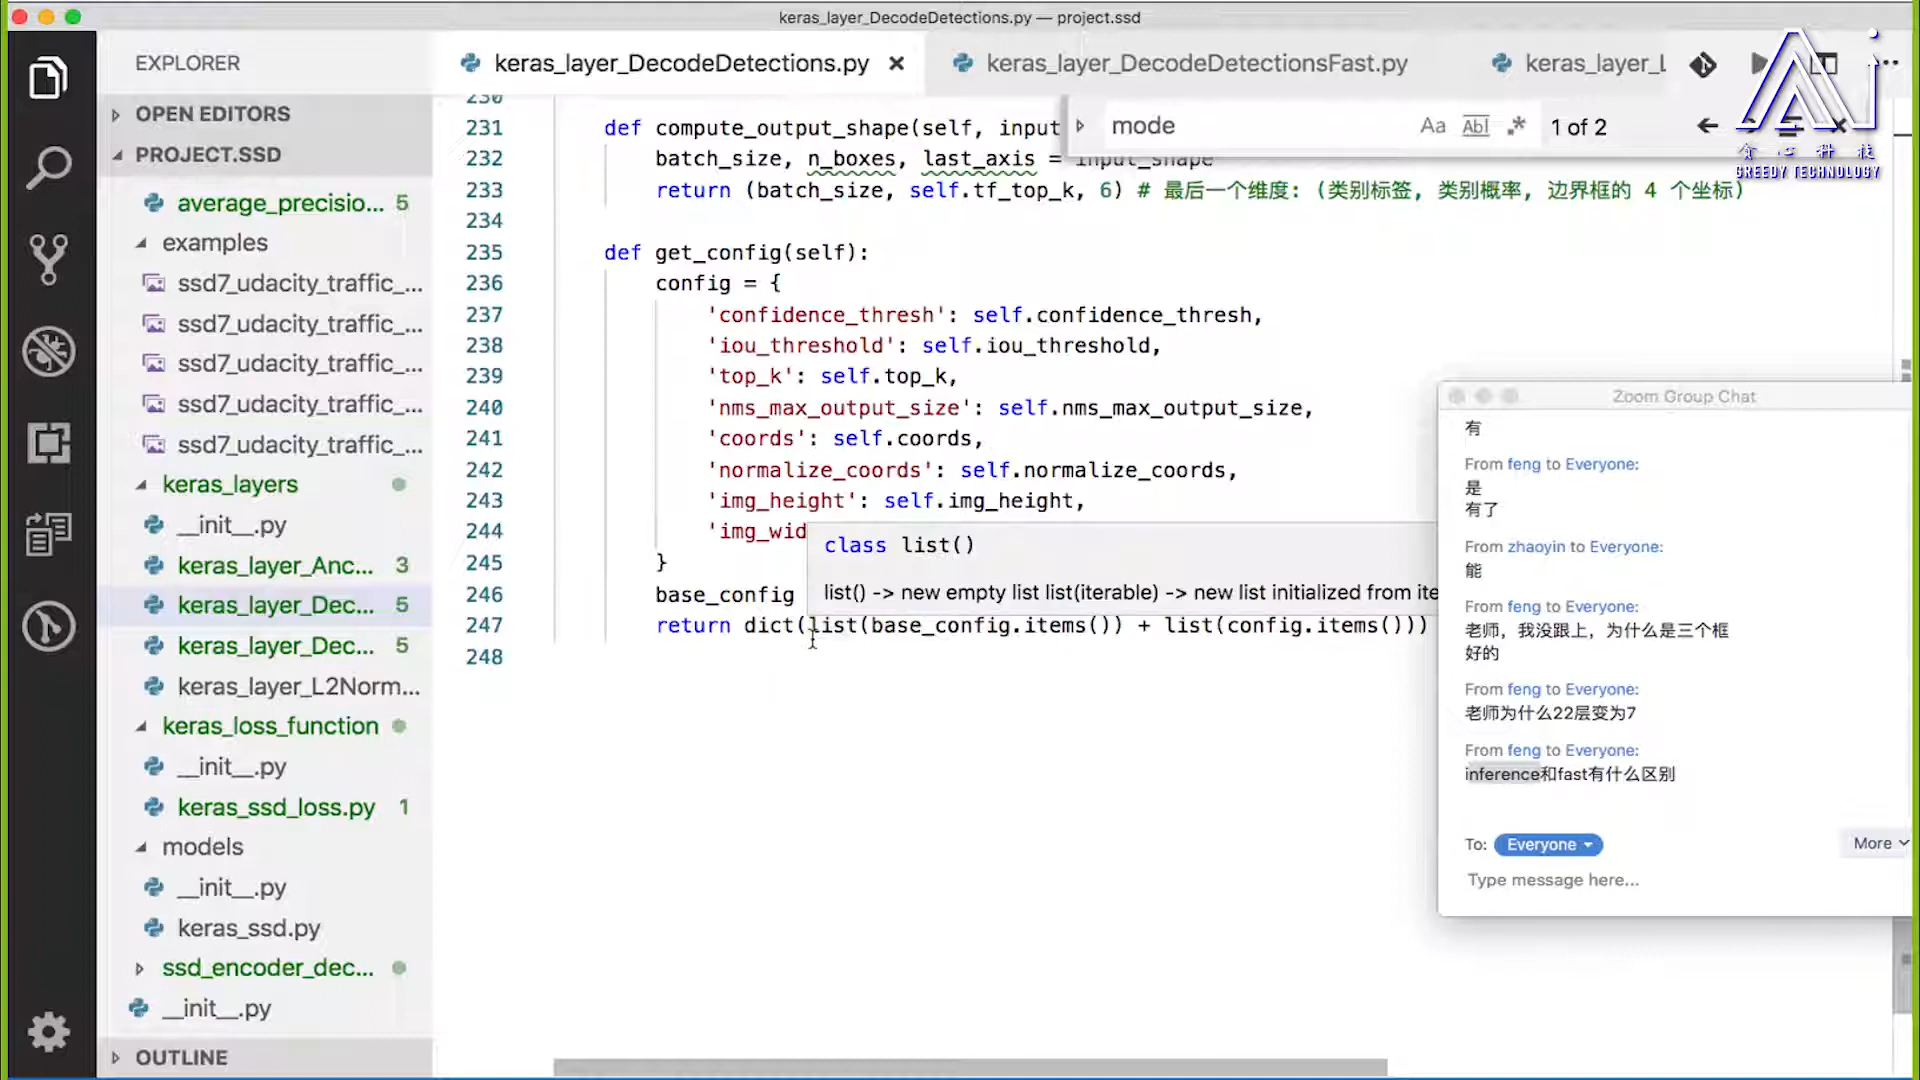 keras_layer_DecodeDetections.py — project.ssd
EXPLORER
OPEN EDITORS
PROJECT.SSD
average_precisio... 5
examples
ssd7_udacity_traffic_...
ssd7_udacity_traffic_...
ssd7_udacity_traffic_...
ssd7_udacity_traffic_...
ssd7_udacity_traffic_...
keras_layers
__init__.py
keras_layer_Anc... 3
keras_layer_Dec... 5
keras_layer_Dec... 5
keras_layer_L2Norm...
keras_loss_function
__init__.py
keras_ssd_loss.py 1
models
__init__.py
keras_ssd.py
ssd_encoder_dec...
__init__.py
OUTLINE
keras_layer_DecodeDetections.py
keras_layer_DecodeDetectionsFast.py
keras_layer_L
mode
Aa Abl .* 1 of 2
贪心科技
GREEDY TECHNOLOGY
230
231 def compute_output_shape(self, input
232 batch_size, n_boxes, last_axis = input_shape
233 return (batch_size, self.tf_top_k, 6) # 最后一个维度: (类别标签, 类别概率, 边界框的 4 个坐标)
234
235 def get_config(self):
236 config = {
237 'confidence_thresh': self.confidence_thresh,
238 'iou_threshold': self.iou_threshold,
239 'top_k': self.top_k,
240 'nms_max_output_size': self.nms_max_output_size,
241 'coords': self.coords,
242 'normalize_coords': self.normalize_coords,
243 'img_height': self.img_height,
244 'img_wid
245 }
246 base_config
247 return dict(list(base_config.items()) + list(config.items()))
248
class list()
list() -> new empty list list(iterable) -> new list initialized from ite
Zoom Group Chat
有
From feng to Everyone:
是
有了
From zhaoyin to Everyone:
能
From feng to Everyone:
老师，我没跟上，为什么是三个框
好的
From feng to Everyone:
老师为什么22层变为7
From feng to Everyone:
inference和fast有什么区别
To: Everyone
More
Type message here...